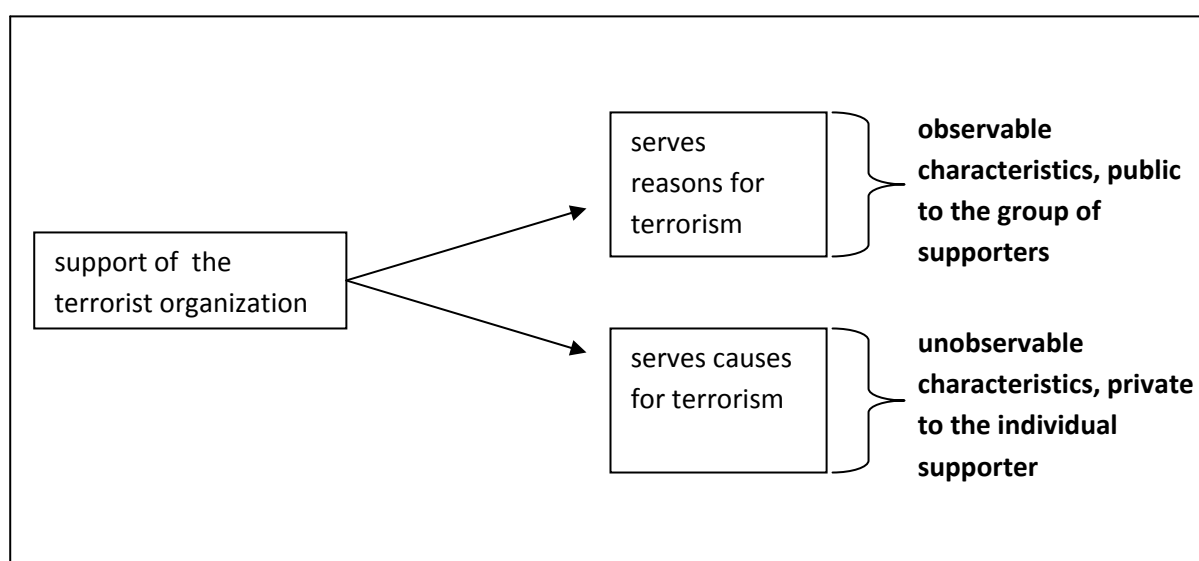 support of the
terrorist organization
serves
reasons for
terrorism
observable
characteristics, public
to the group of
supporters
serves causes
for terrorism
unobservable
characteristics, private
to the individual
supporter